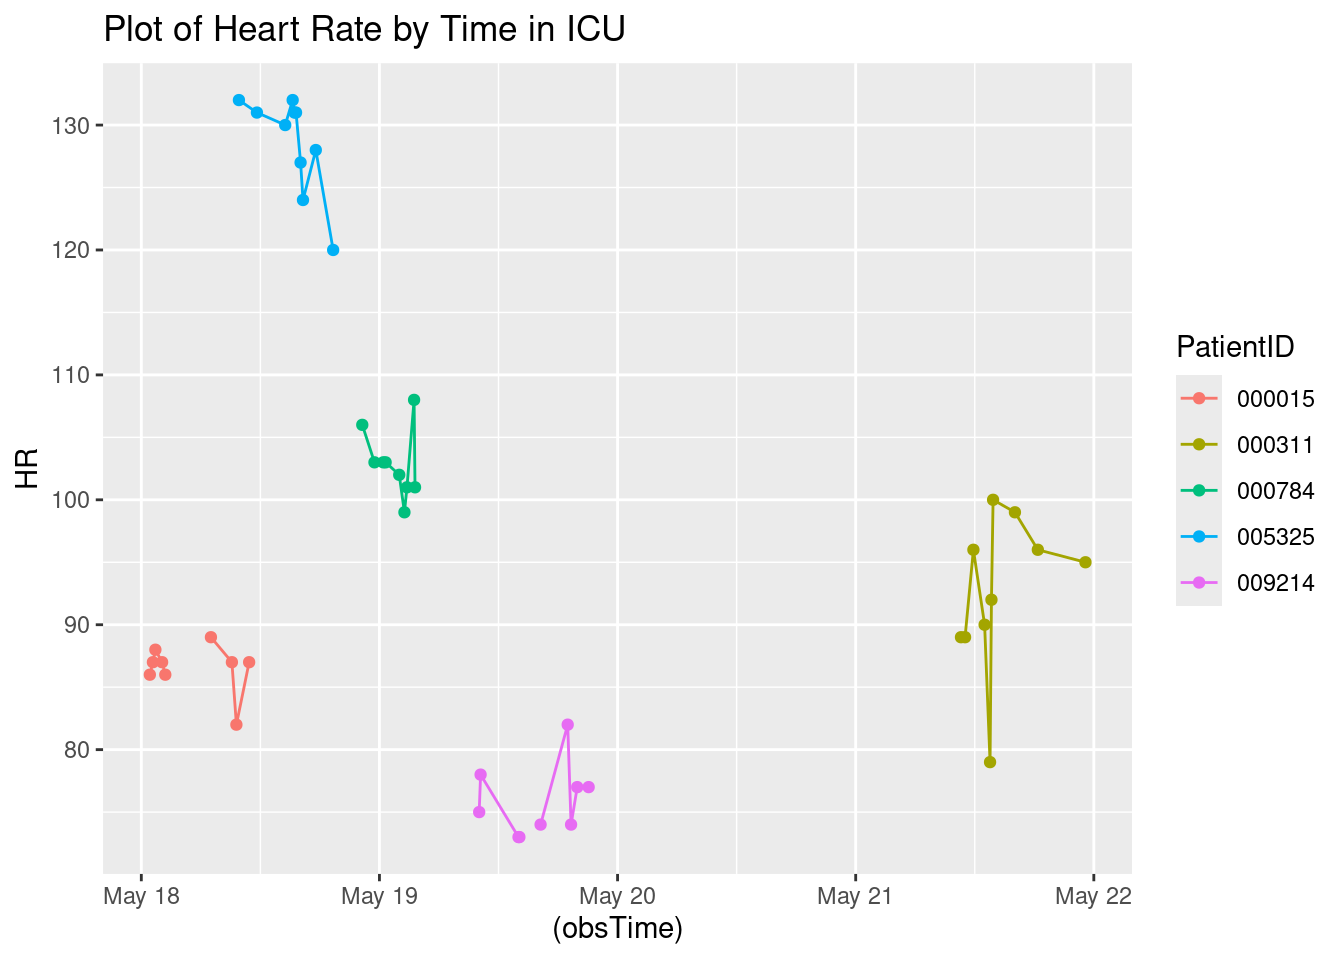 Plot of Heart Rate by Time in ICU
130
120
110
100
90
80
HR
May 18
May 19
May 20
May 21
May 22
(obsTime)
PatientID
000015
000311
000784
005325
009214